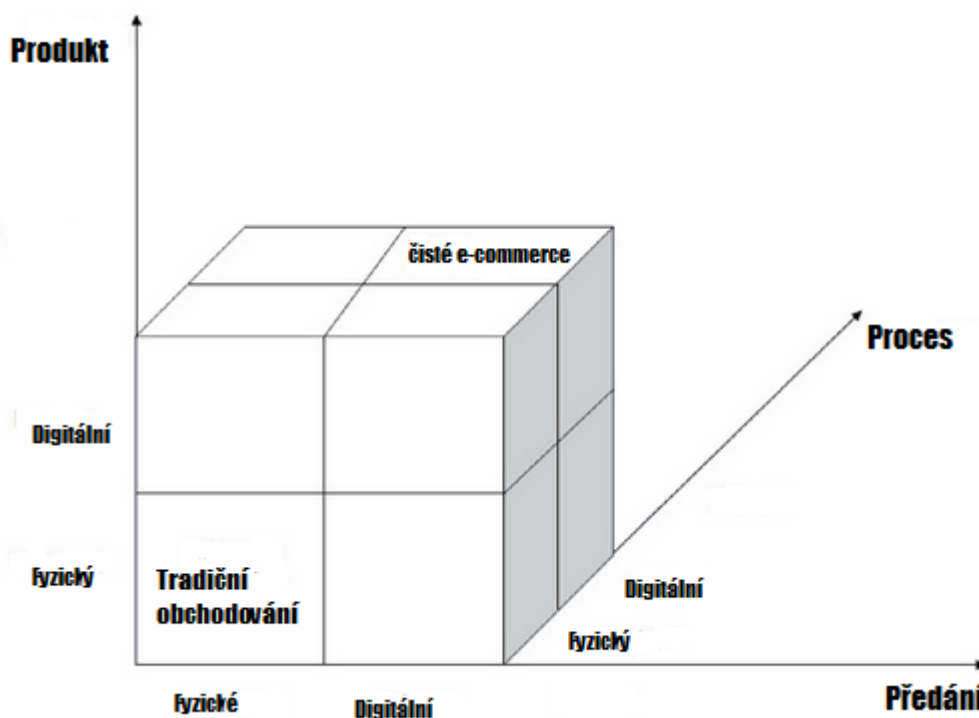 Produkt
čisté e-commerce
Proces
Digitální
Fyzický
Tradiční
obchodování
Digitální
Fyzický
Fyzické
Digitální
Předání